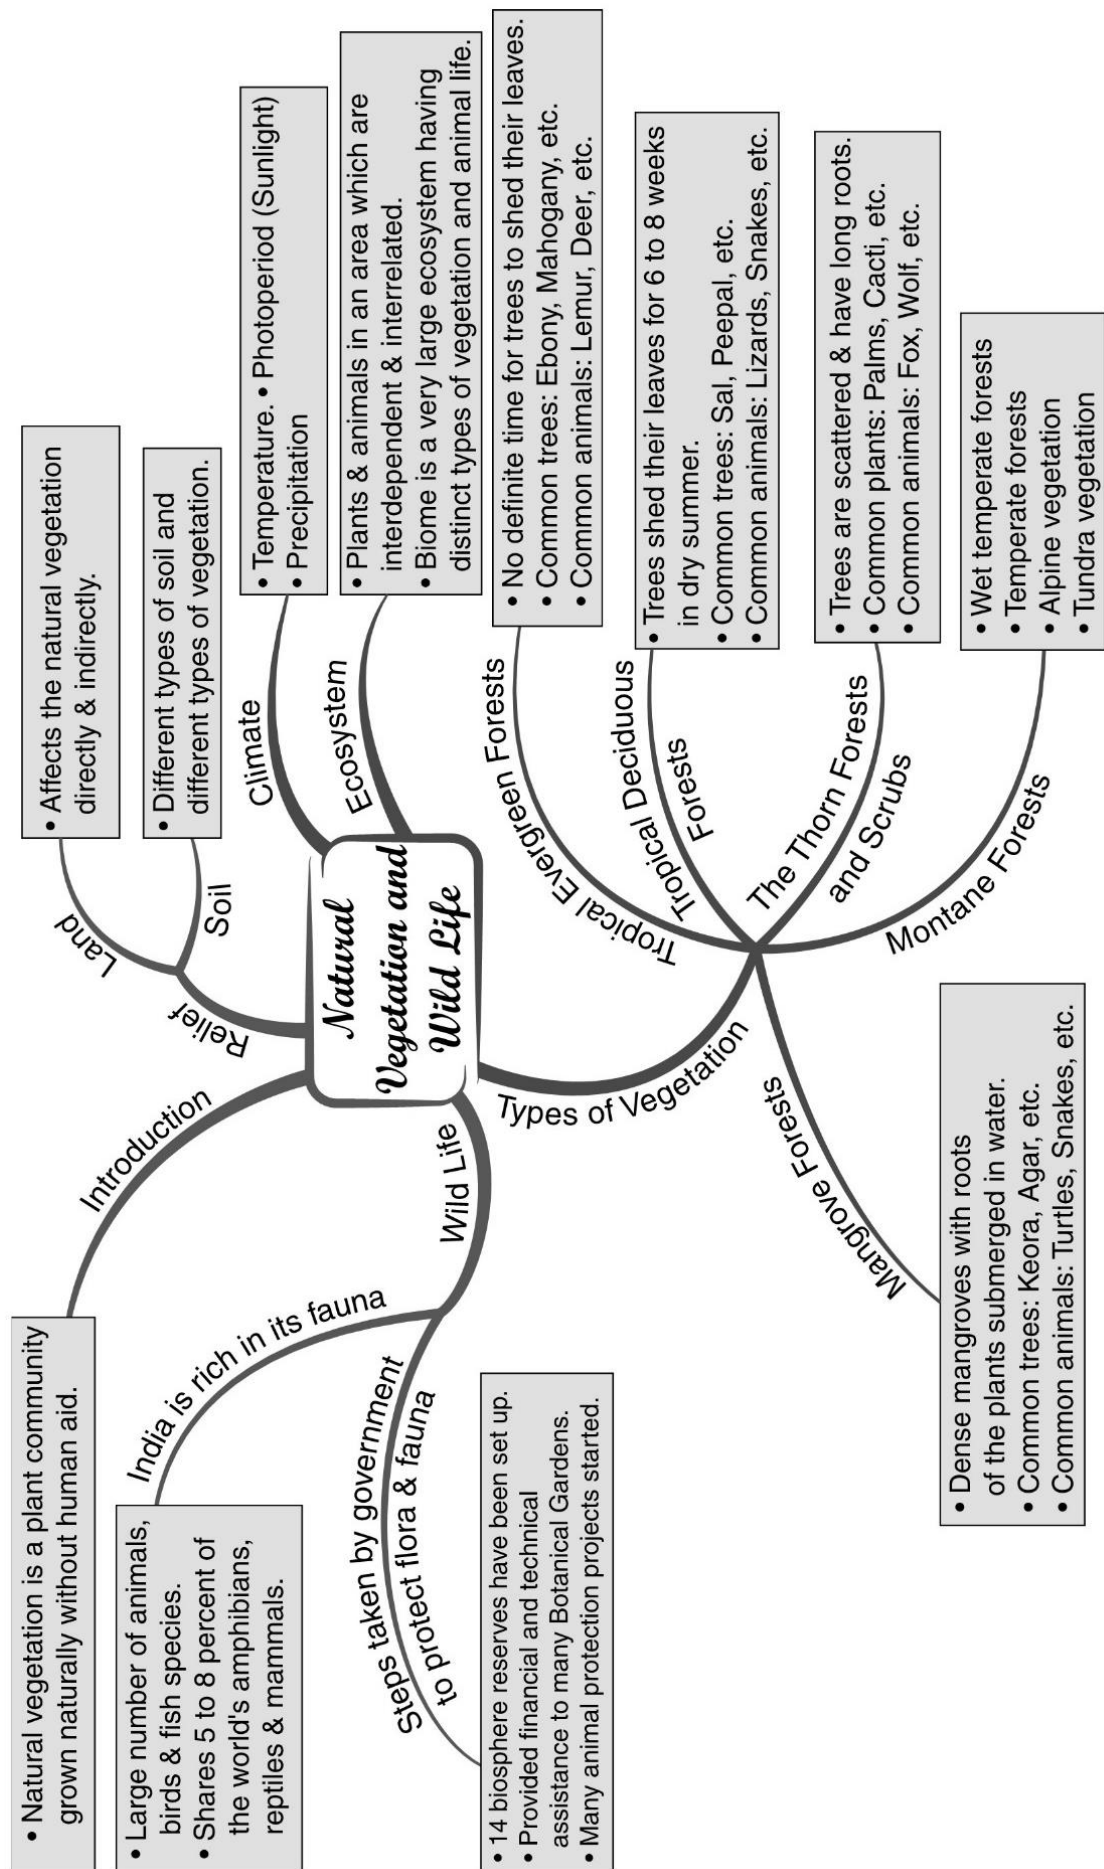 Natural
Vegetation and
Wild Life
Introduction
• Natural vegetation is a plant community
grown naturally without human aid.
Relief
Land
• Affects the natural vegetation
directly & indirectly.
Soil
• Different types of soil and
different types of vegetation.
Climate
• Temperature. • Photoperiod (Sunlight)
• Precipitation
Ecosystem
• Plants & animals in an area which are
interdependent & interrelated.
• Biome is a very large ecosystem having
distinct types of vegetation and animal life.
Types of Vegetation
Tropical Evergreen Forests
• No definite time for trees to shed their leaves.
• Common trees: Ebony, Mahogany, etc.
• Common animals: Lemur, Deer, etc.
Tropical Deciduous
Forests
• Trees shed their leaves for 6 to 8 weeks
in dry summer.
• Common trees: Sal, Peepal, etc.
• Common animals: Lizards, Snakes, etc.
The Thorn Forests
and Scrubs
• Trees are scattered & have long roots.
• Common plants: Palms, Cacti, etc.
• Common animals: Fox, Wolf, etc.
Montane Forests
• Wet temperate forests
• Temperate forests
Alpine vegetation
• Tundra vegetation
Mangrove Forests
• Dense mangroves with roots
of the plants submerged in water.
• Common trees: Keora, Agar, etc.
• Common animals: Turtles, Snakes, etc.
Wild Life
India is rich in its fauna
• Large number of animals,
birds & fish species.
• Shares 5 to 8 percent of
the world's amphibians,
reptiles & mammals.
Steps taken by government
to protect flora & fauna
• 14 biosphere reserves have been set up.
• Provided financial and technical
assistance to many Botanical Gardens.
• Many animal protection projects started.